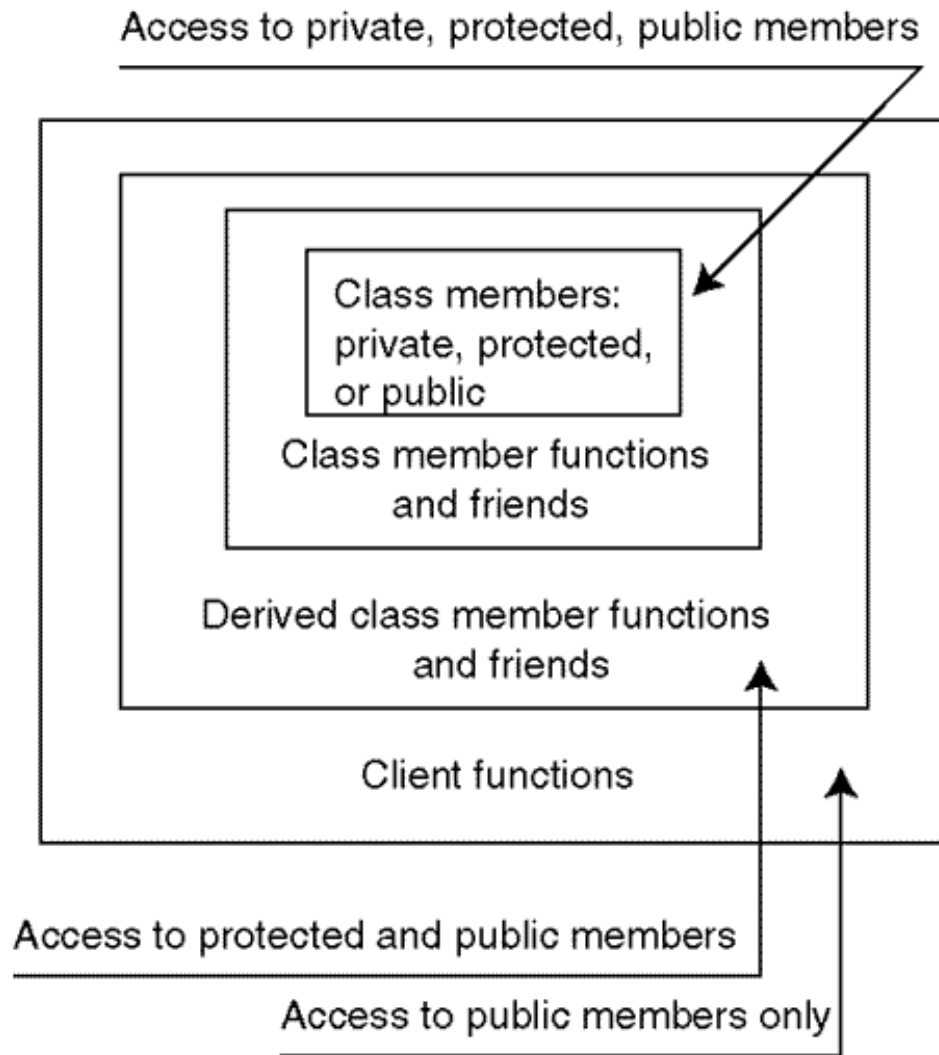 Access to private, protected, public members
Class members:
private, protected,
or public
Class member functions
and friends
Derived class member functions
and friends
Client functions
Access to protected and public members
Access to public members only